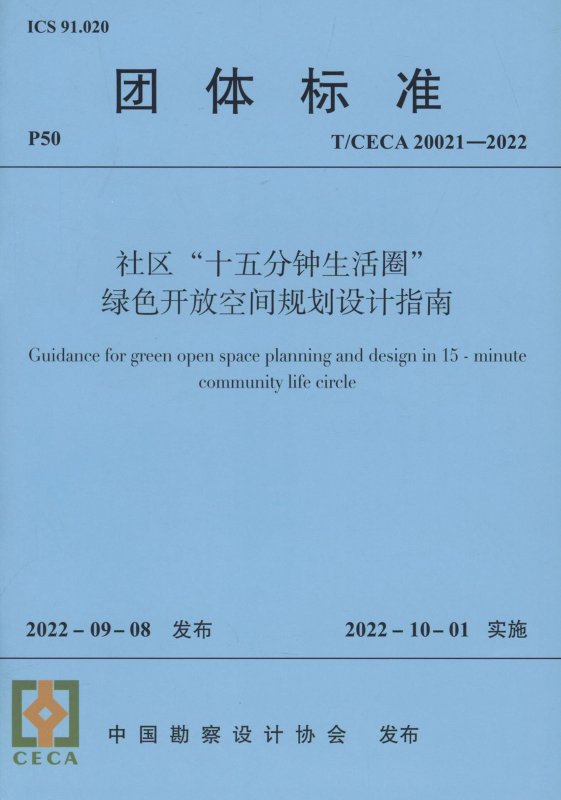 ICS 91.020
团体标准
P50
T/CECA 20021—2022
社区“十五分钟生活圈”
绿色开放空间规划设计指南
Guidance for green open space planning and design in 15 - minute
community life circle
2022-09-08 发布
2022-10-01 实施
CECA
中国勘察设计协会 发布